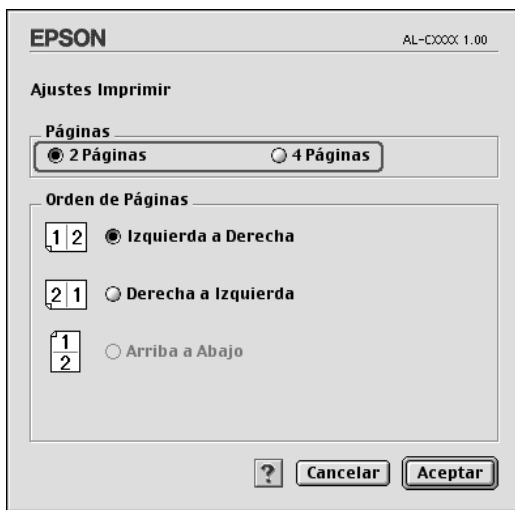 EPSON AL-CXXXX 1.00
Ajustes Imprimir
Páginas
2 Páginas 4 Páginas
Orden de Páginas
1 2 Izquierda a Derecha
2 1 Derecha a Izquierda
1
2
Arriba a Abajo
? Cancelar Aceptar